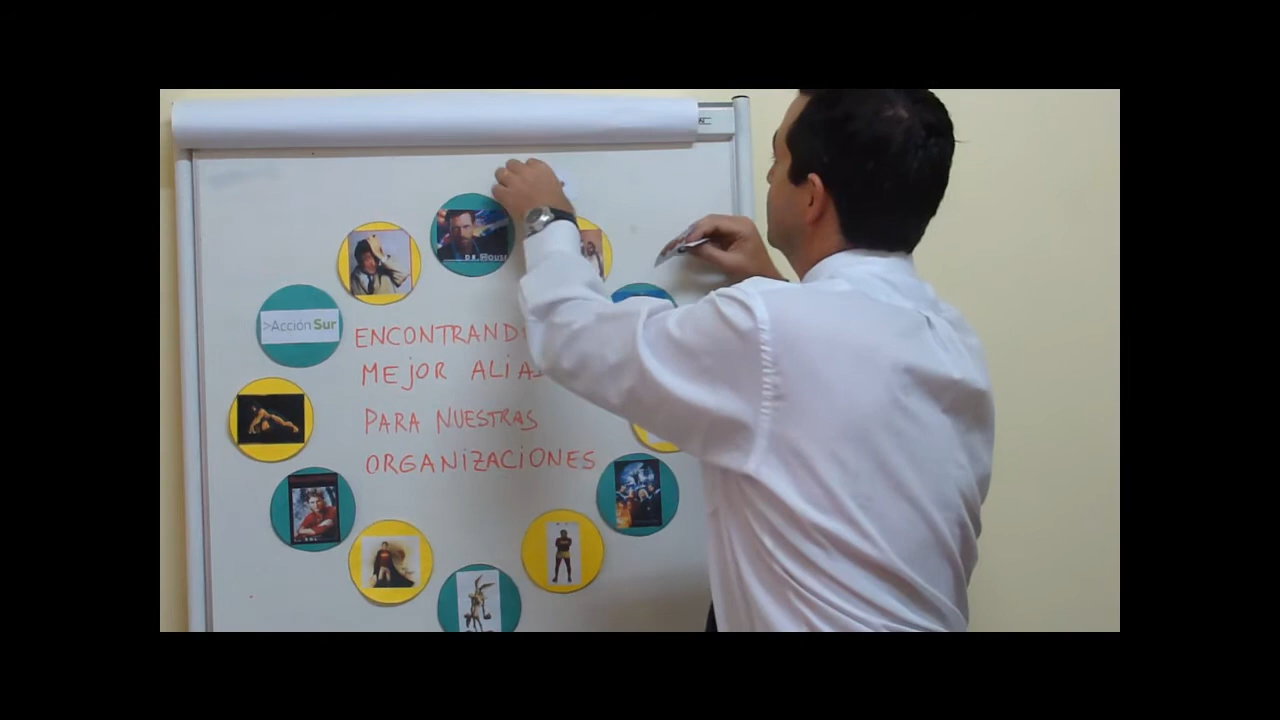 DR. HOUSE
>Acción Sur
ENCONTRAND
MEJOR ALIA
PARA NUESTRAS
ORGANIZACIONES